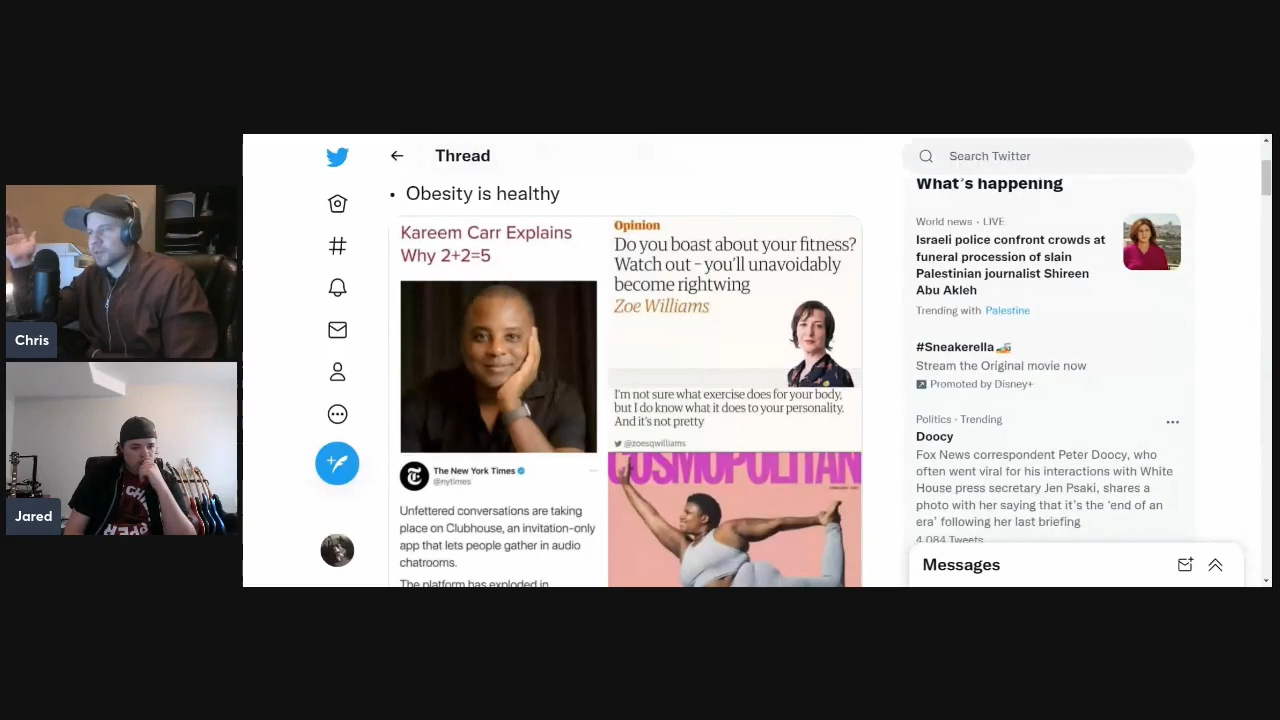 Chris
Jared
Thread
• Obesity is healthy
Kareem Carr Explains
Why 2+2=5
Opinion
Do you boast about your fitness?
Watch out – you'll unavoidably
become rightwing
Zoe Williams
I'm not sure what exercise does for your body,
but I do know what it does to your personality.
And it's not pretty
@zoesqwilliams
The New York Times
@nytimes
Unfettered conversations are taking
place on Clubhouse, an invitation-only
app that lets people gather in audio
chatrooms.
The platform has exploded in
COSMOPOLITAN
Search Twitter
What's happening
World news · LIVE
Israeli police confront crowds at
funeral procession of slain
Palestinian journalist Shireen
Abu Akleh
Trending with Palestine
#Sneakerella
Stream the Original movie now
Promoted by Disney+
Politics · Trending
Doocy
Fox News correspondent Peter Doocy, who
often went viral for his interactions with White
House press secretary Jen Psaki, shares a
photo with her saying that it's the 'end of an
era' following her last briefing
4,084 Tweets
Messages